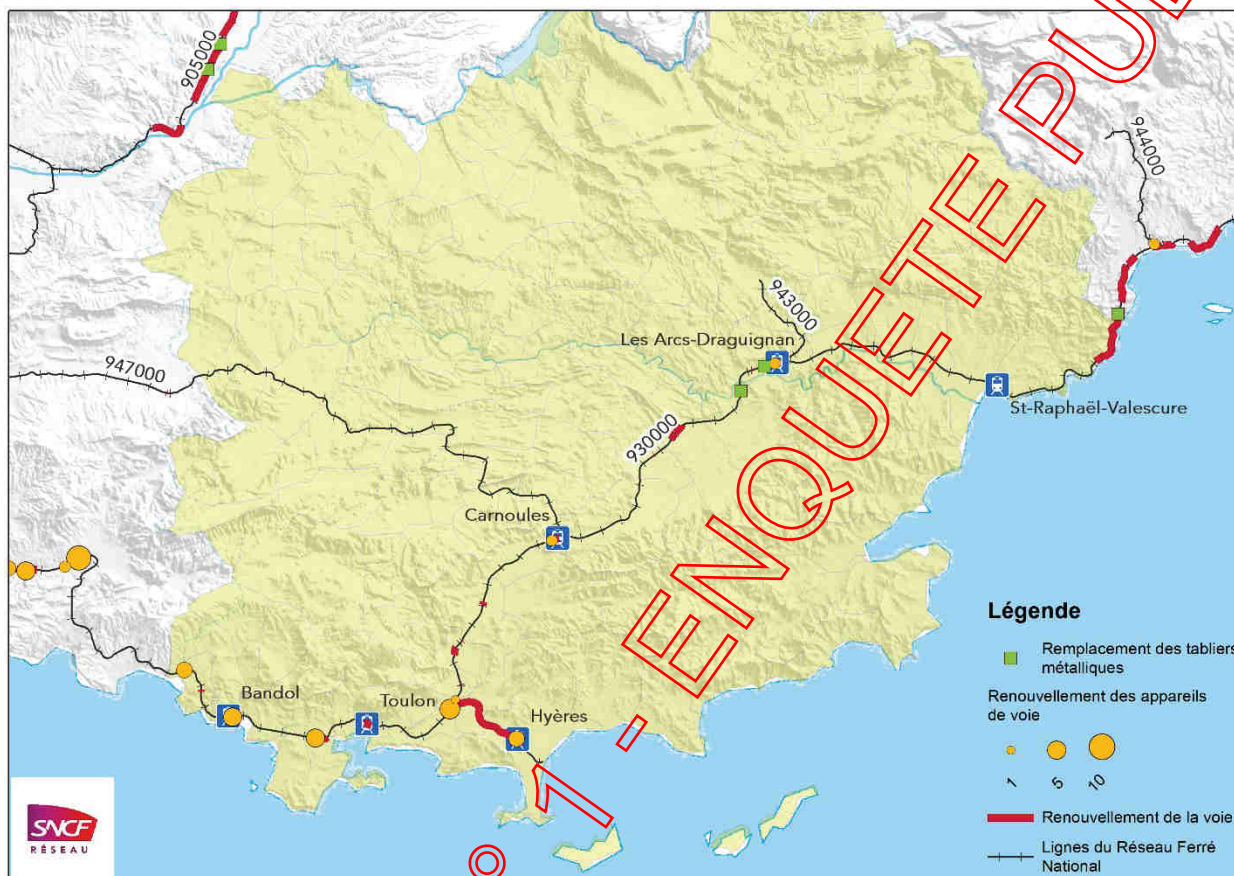 905000
944000
943000
Les Arcs-Draguignan
947000
St-Raphaël-Valescure
930000
Carnoules
Bandol
Toulon
Hyères
Légende
Remplacement des tabliers
métalliques
Renouvellement des appareils
de voie
1 5 10
Renouvellement de la voie
Lignes du Réseau Ferré
National
SNCF
RÉSEAU
1 - ENQUETE PU